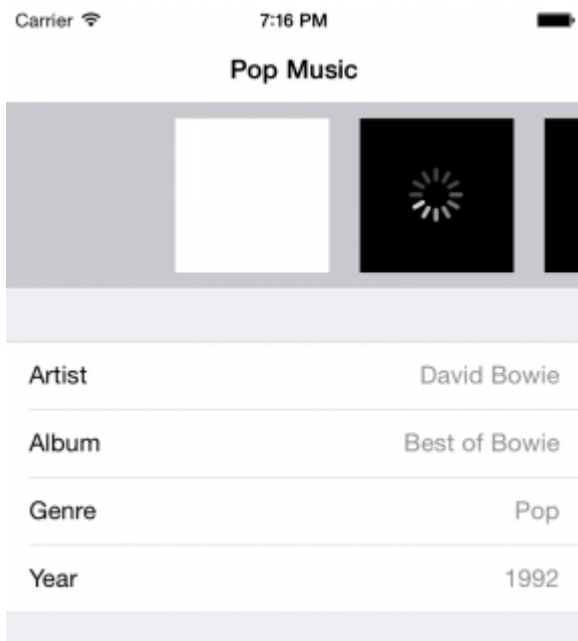 Carrier 7:16 PM
Pop Music
Artist David Bowie
Album Best of Bowie
Genre Pop
Year 1992